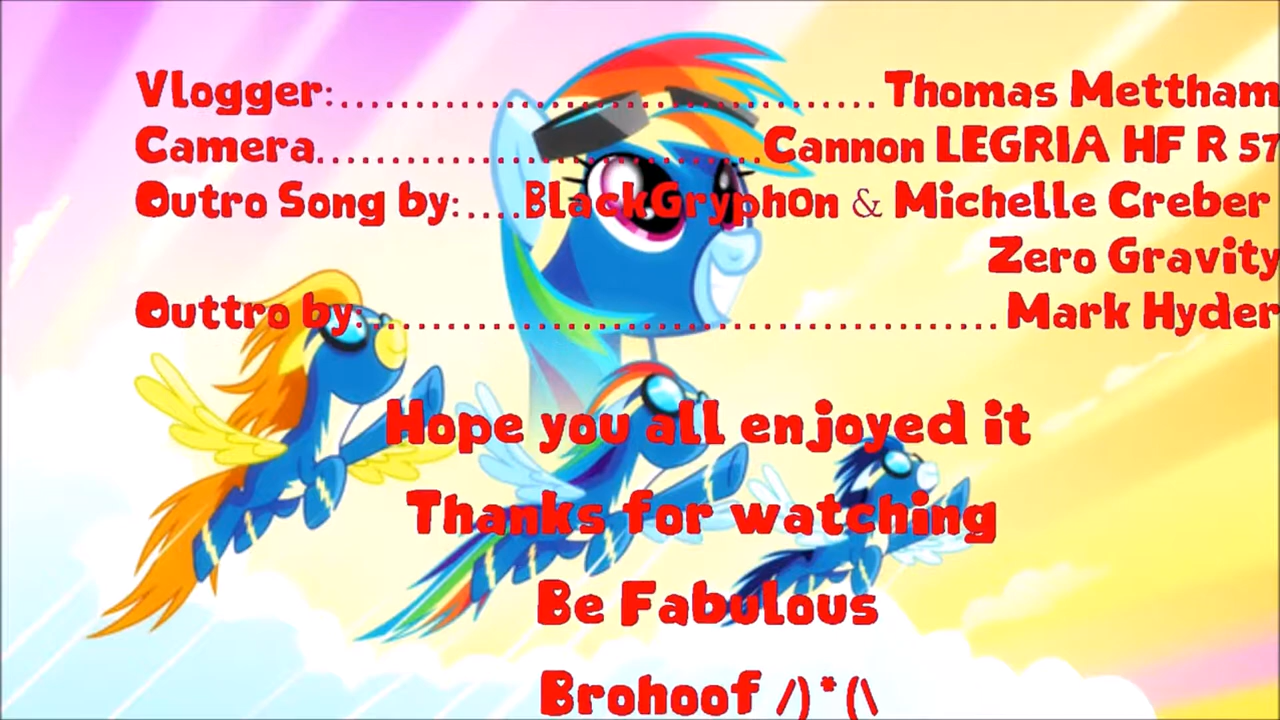 Vlogger:................................Thomas Mettham
Camera...........................Cannon LEGRIA HF R 57
Outro Song by:....BlackGryph0n & Michelle Creber
Zero Gravity
Outtro by:......................................Mark Hyder
Hope you all enjoyed it
Thanks for watching
Be Fabulous
Brohoof /)*(\